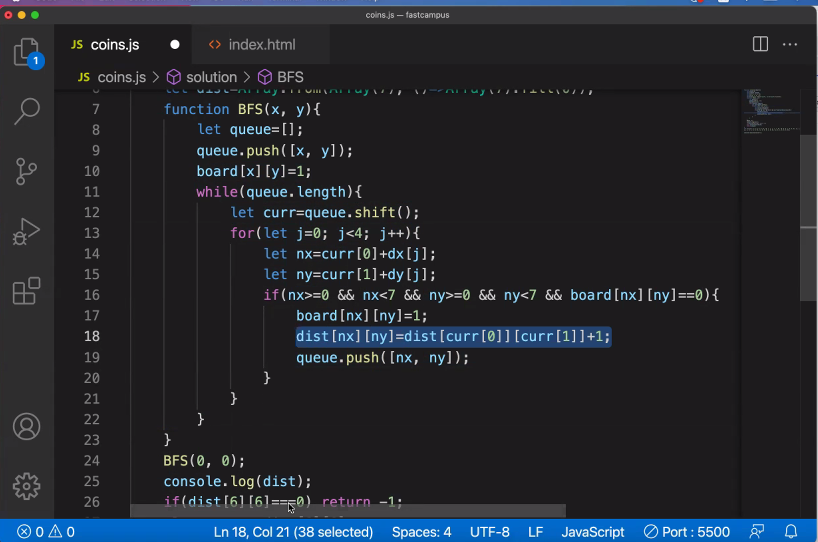 coins.js — fastcampus
JS coins.js <> index.html ...
1
JS coins.js > solution > BFS
6 let dist=Array.from(Array(7), ()=>Array(7).fill(0));
7 function BFS(x, y){
8 let queue=[];
9 queue.push([x, y]);
10 board[x][y]=1;
11 while(queue.length){
12 let curr=queue.shift();
13 for(let j=0; j<4; j++){
14 let nx=curr[0]+dx[j];
15 let ny=curr[1]+dy[j];
16 if(nx>=0 && nx<7 && ny>=0 && ny<7 && board[nx][ny]==0){
17 board[nx][ny]=1;
18 dist[nx][ny]=dist[curr[0]][curr[1]]+1;
19 queue.push([nx, ny]);
20 }
21 }
22 }
23 }
24 BFS(0, 0);
25 console.log(dist);
26 if(dist[6][6]===0) return -1;
0 0 Ln 18, Col 21 (38 selected) Spaces: 4 UTF-8 LF JavaScript Port : 5500